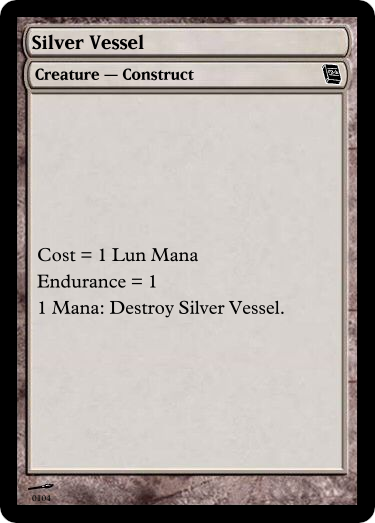 Silver Vessel
Creature — Construct
Cost = 1 Lun Mana
Endurance = 1
1 Mana: Destroy Silver Vessel.
0104